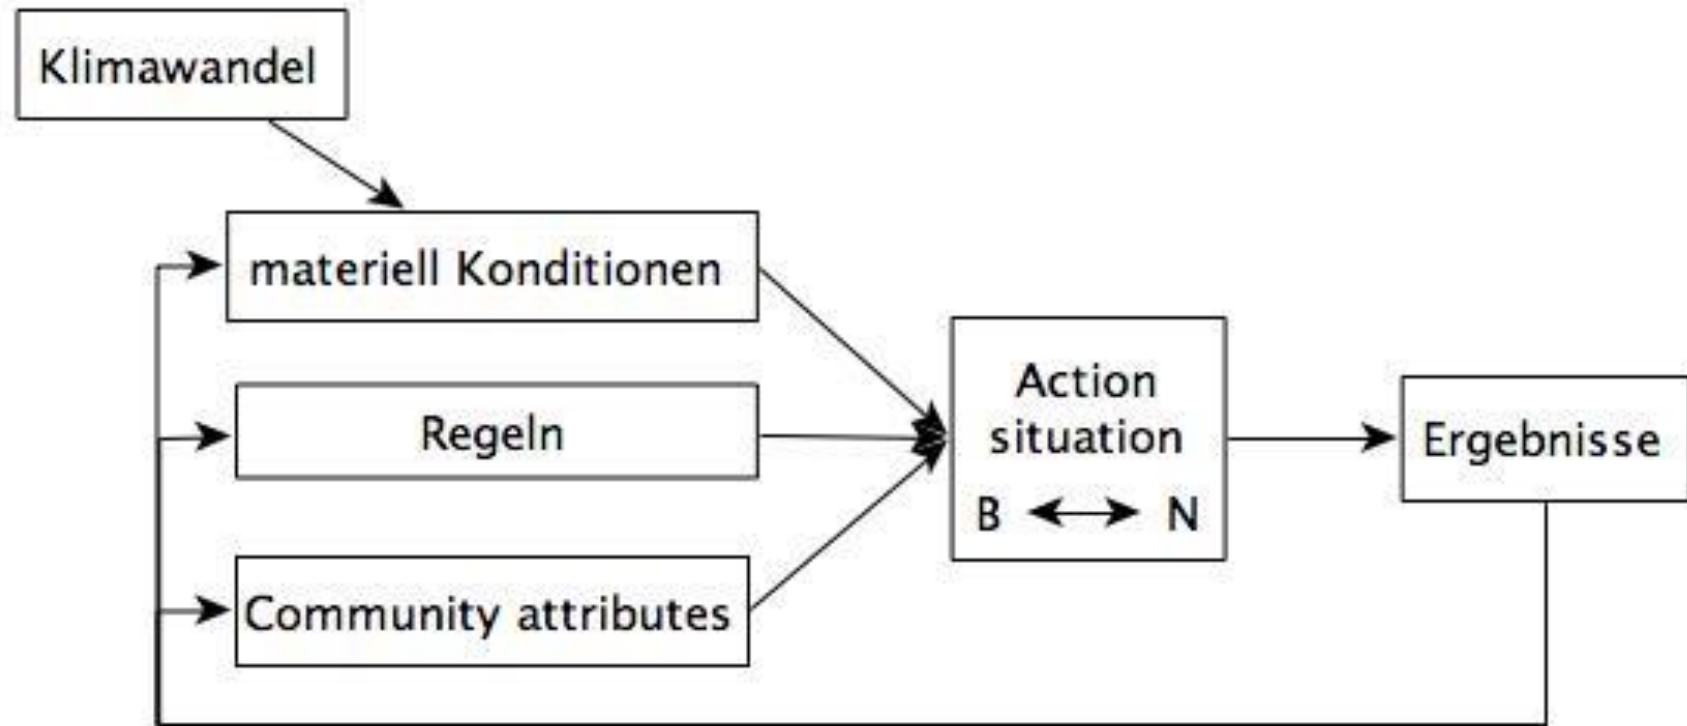 Klimawandel
materiell Konditionen
Regeln
Community attributes
Action
situation
B N
Ergebnisse